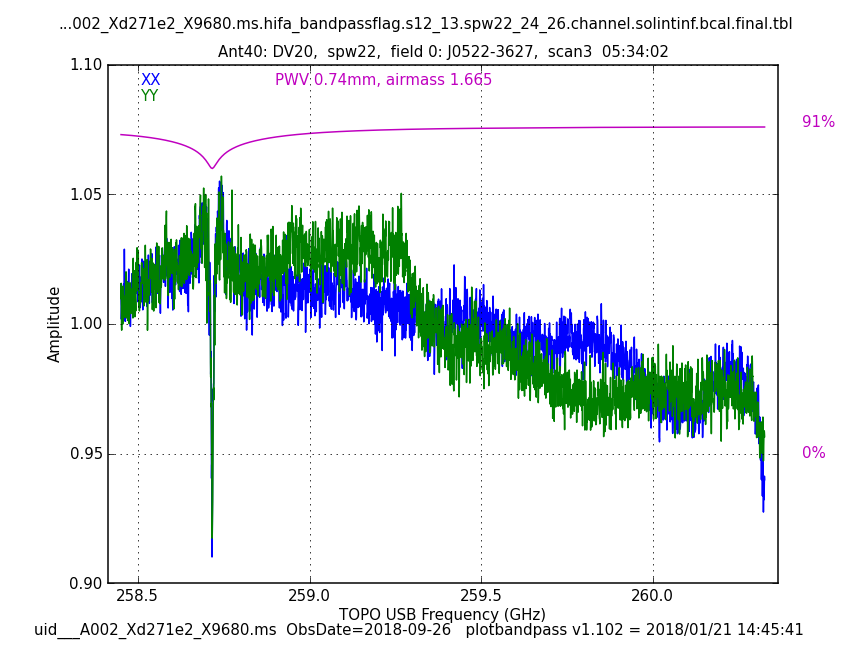 ...002_Xd271e2_X9680.ms.hifa_bandpassflag.s12_13.spw22_24_26.channel.solintinf.bcal.final.tbl
Ant40: DV20,  spw22,  field 0: J0522-3627,  scan3  05:34:02
1.10
XX
PWV 0.74mm, airmass 1.665
YY
91%
1.05
Amplitude
1.00
0.95
0%
0.90
258.5
259.0
259.5
260.0
TOPO USB Frequency (GHz)
uid___A002_Xd271e2_X9680.ms  ObsDate=2018-09-26   plotbandpass v1.102 = 2018/01/21 14:45:41